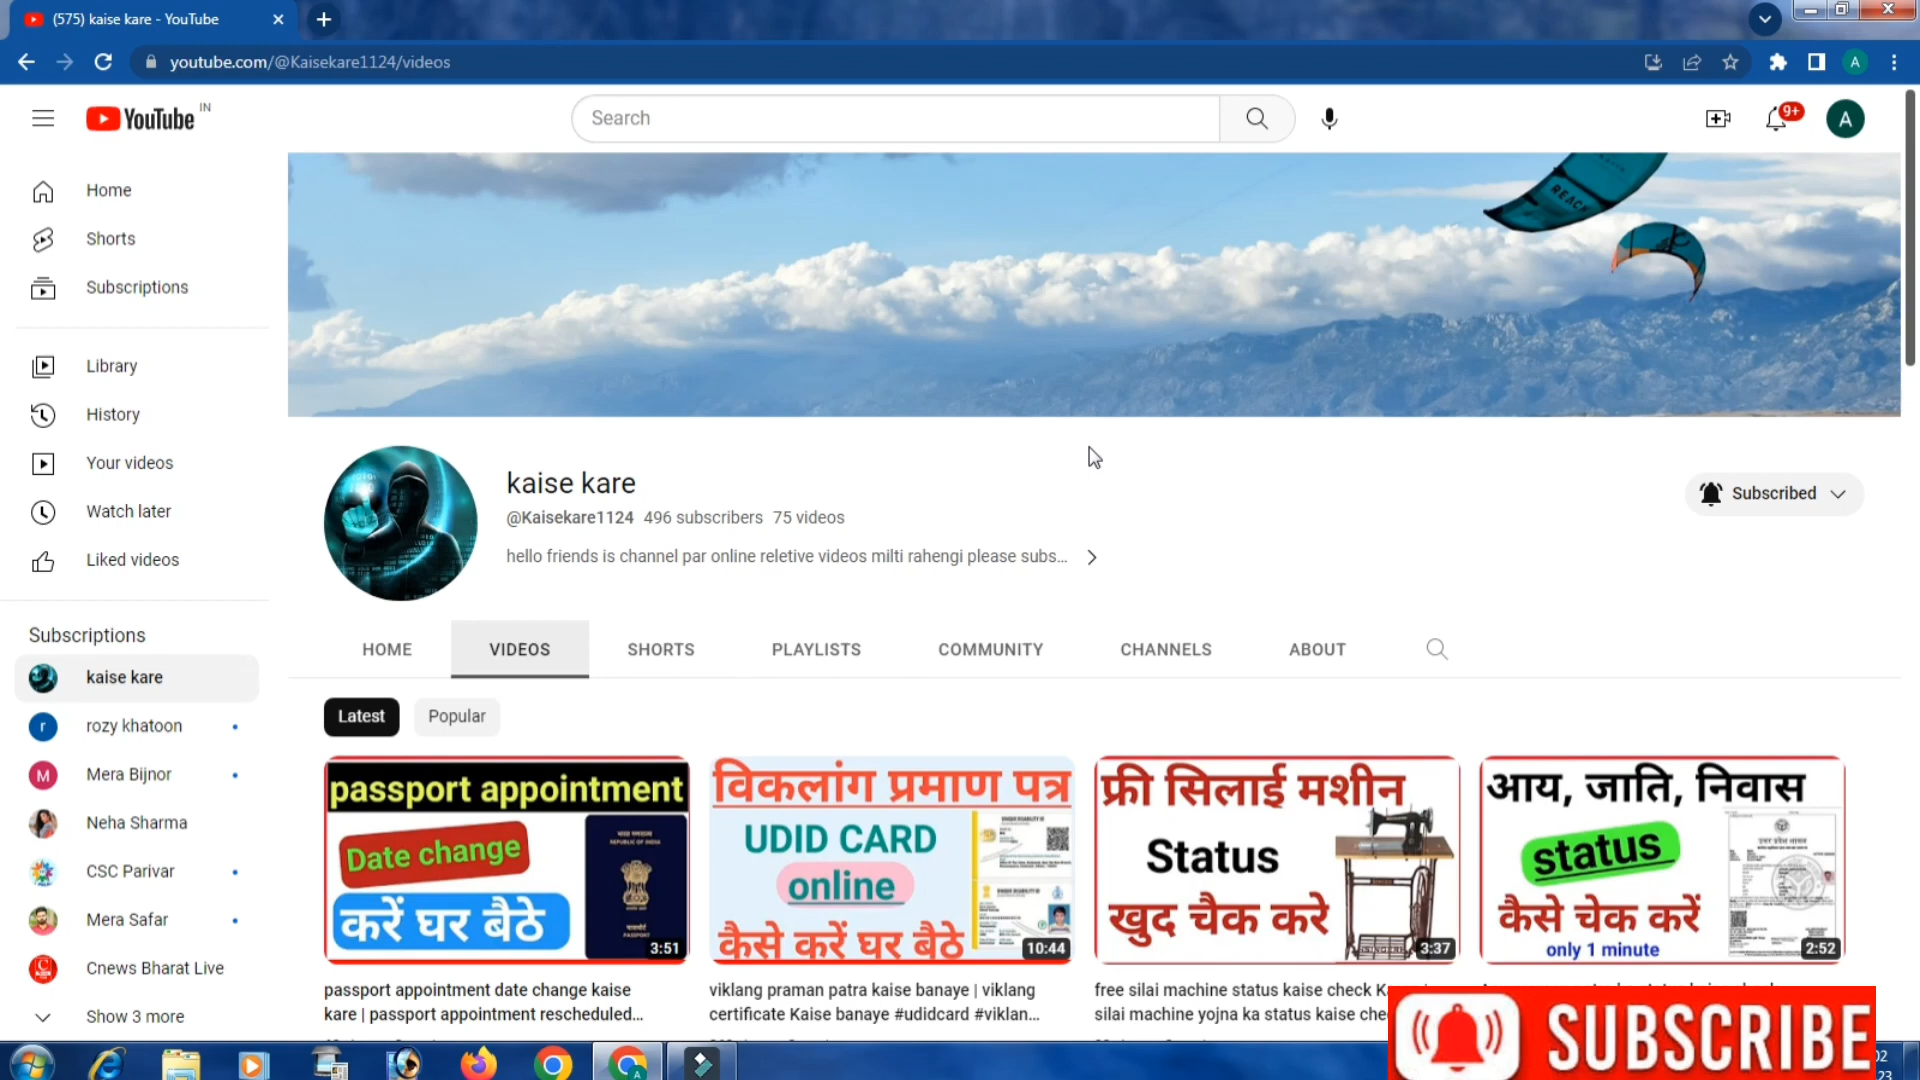 (575) kaise kare - YouTube
youtube.com/@Kaisekare1124/videos
A
YouTube IN
Search
9+
A
Home
Shorts
Subscriptions
Library
History
Your videos
Watch later
Liked videos
Subscriptions
kaise kare
r rozy khatoon
M Mera Bijnor
Neha Sharma
CSC Parivar
Mera Safar
Cnews Bharat Live
Show 3 more
REACH
kaise kare
@Kaisekare1124 496 subscribers 75 videos
hello friends is channel par online reletive videos milti rahengi please subs...
Subscribed
HOME VIDEOS SHORTS PLAYLISTS COMMUNITY CHANNELS ABOUT
Latest Popular
passport appointment
Date change
करें घर बैठे
REPUBLIC OF INDIA
PASSPORT
3:51
विकलांग प्रमाण पत्र
UDID CARD
online
कैसे करें घर बैठे
10:44
फ्री सिलाई मशीन
Status
खुद चैक करे
3:37
आय, जाति, निवास
status
कैसे चेक करें
only 1 minute
2:52
passport appointment date change kaise
kare | passport appointment rescheduled...
viklang praman patra kaise banaye | viklang
certificate Kaise banaye #udidcard #viklan...
free silai machine status kaise check
silai machine yojna ka status kaise
SUBSCRIBE